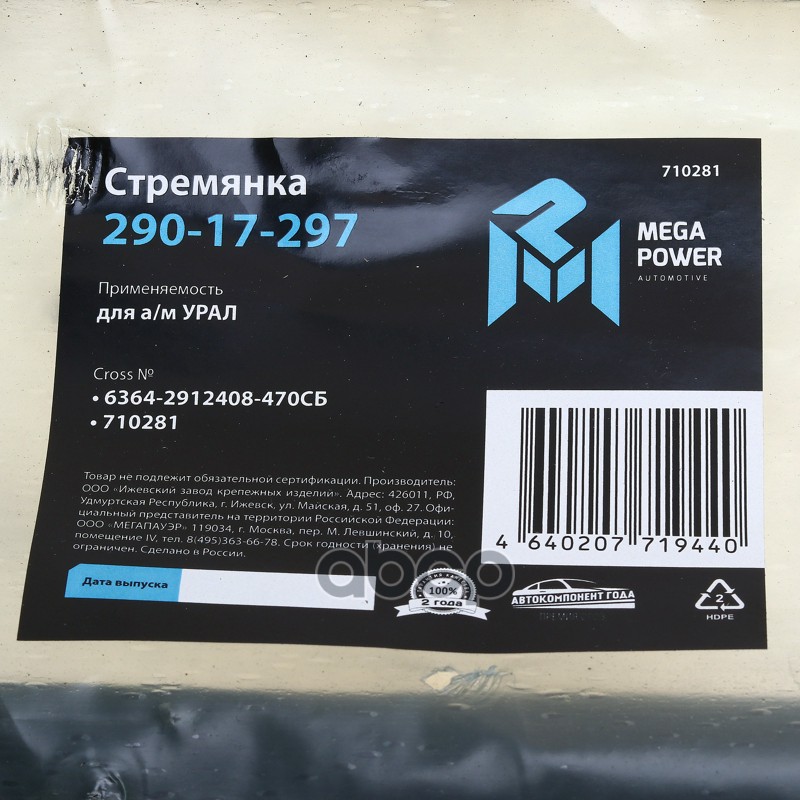 Стремянка
290-17-297
710281
MEGA
POWER
AUTOMOTIVE
Применяемость
для а/м УРАЛ
Cross №
• 6364-2912408-470СБ
• 710281
Товар не подлежит обязательной сертификации. Производитель:
ООО «Ижевский завод крепежных изделий». Адрес: 426011, РФ,
Удмуртская Республика, г. Ижевск, ул. Майская, д. 51, оф. 27. Офи-
циальный представитель на территории Российской Федерации:
ООО «МЕГАПАУЭР» 119034, г. Москва, пер. М. Левшинский, д. 10,
помещение IV, тел. 8(495)363-66-78. Срок годности (хранения) не
ограничен. Сделано в России.
4 640207 719440
Дата выпуска
100%
2 года
АВТОКОМПОНЕНТ ГОДА
2
HDPE